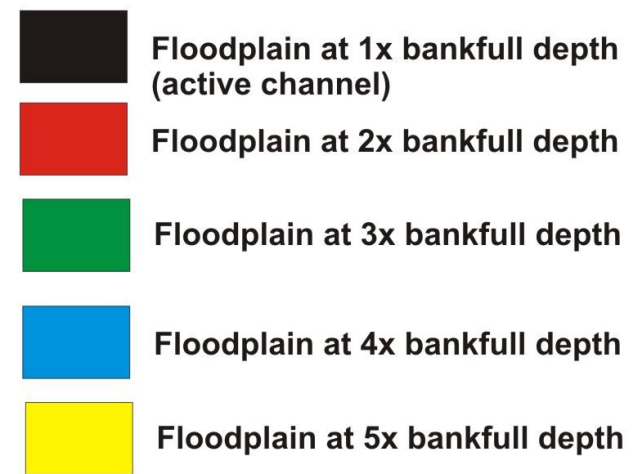 Floodplain at 1x bankfull depth
(active channel)
Floodplain at 2x bankfull depth
Floodplain at 3x bankfull depth
Floodplain at 4x bankfull depth
Floodplain at 5x bankfull depth